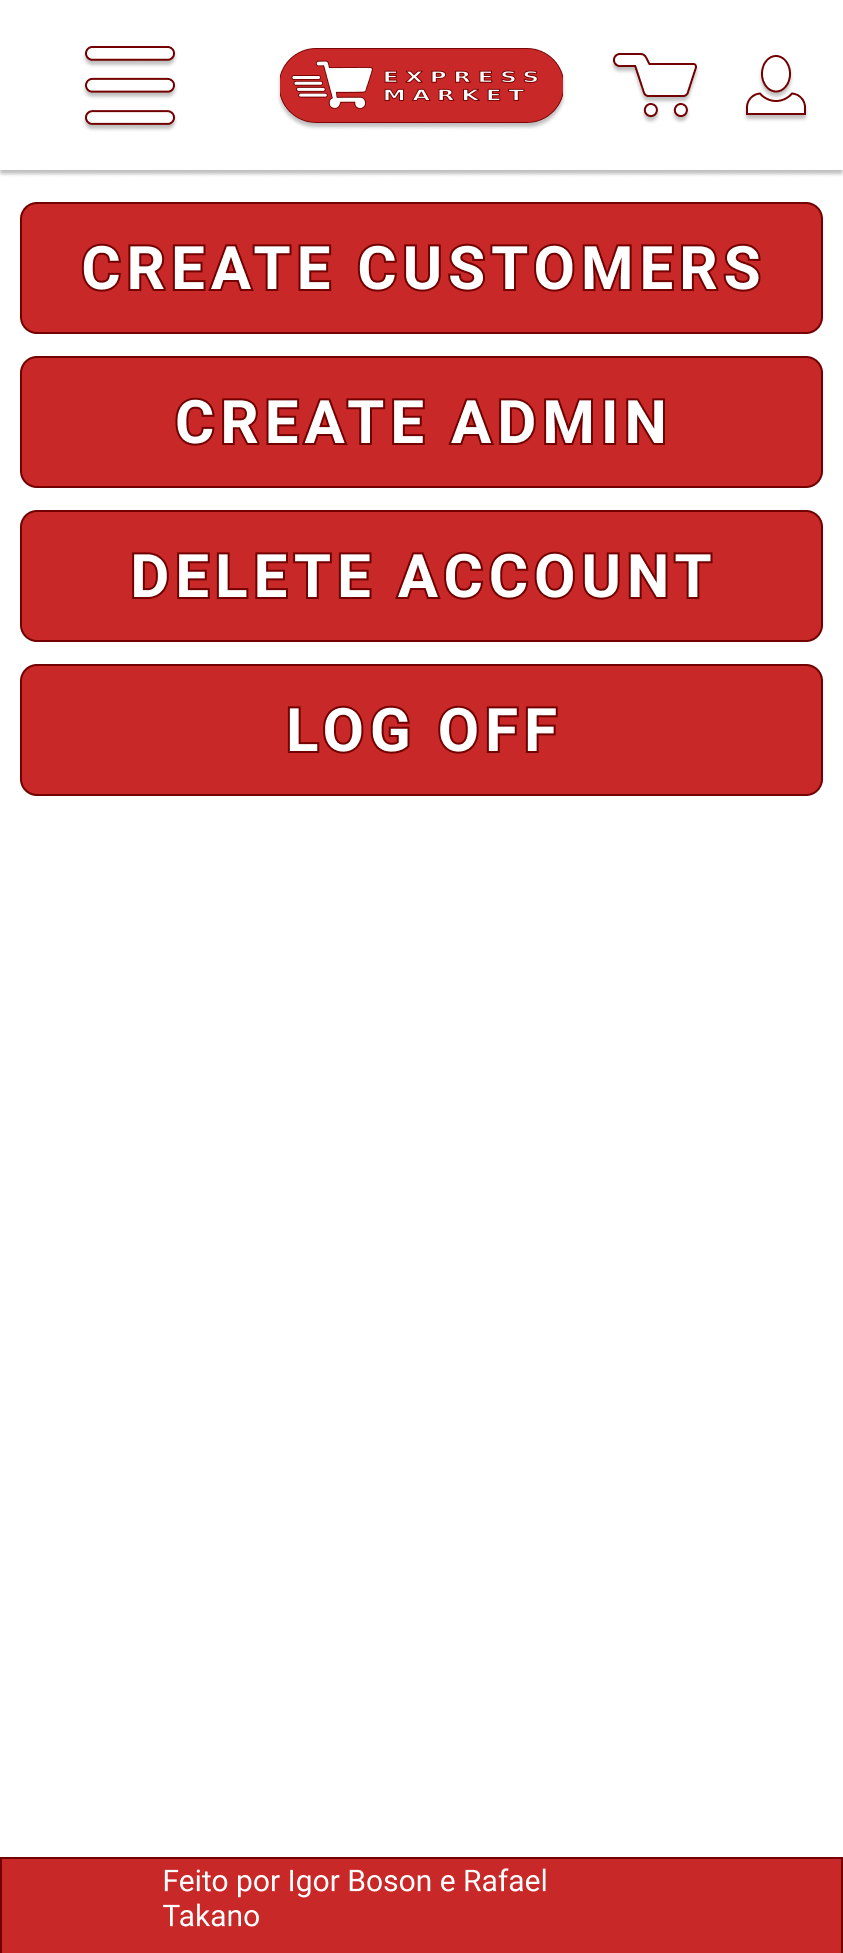 EXPRESS
MARKET
CREATE CUSTOMERS
CREATE ADMIN
DELETE ACCOUNT
LOG OFF
Feito por Igor Boson e Rafael
Takano